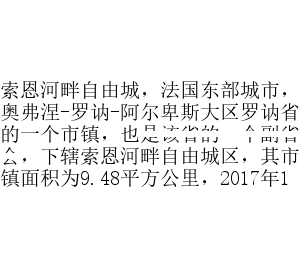 索恩河畔自由城，法国东部城市，
奥弗涅-罗讷-阿尔卑斯大区罗讷省
的一个市镇，也是该省的一个副省
会，下辖索恩河畔自由城区，其市
镇面积为9.48平方公里，2017年1